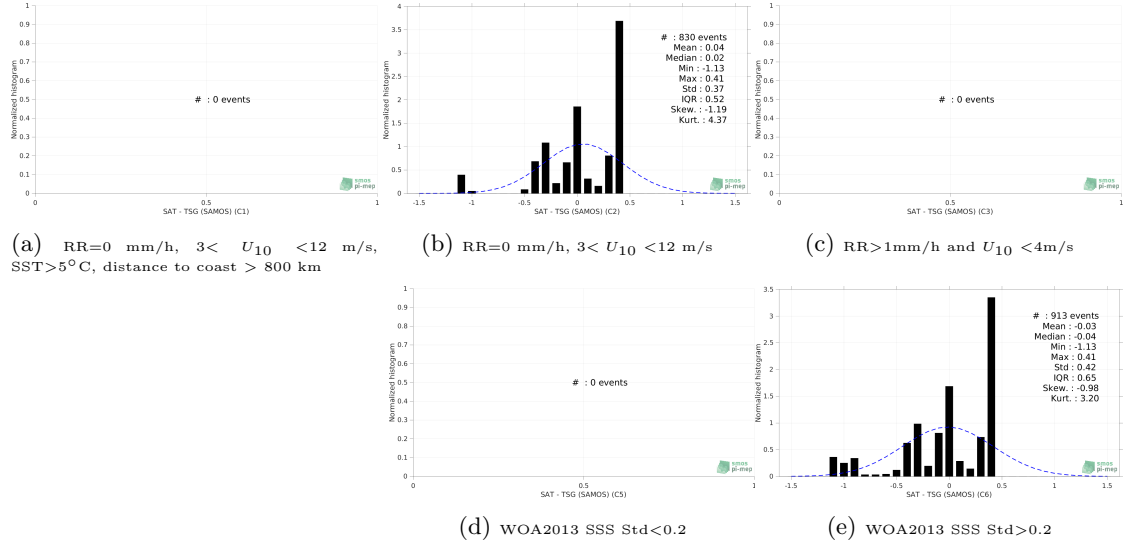 1
0.9
0.8
0.7
0.6
0.5
0.4
0.3
0.2
0.1
0
Normalized histogram
# : 0 events
0
0.5
1
SAT - TSG (SAMOS) (C1)
smos
pi-mep
(a) RR=0 mm/h, 3< U10 <12 m/s,
SST>5°C, distance to coast > 800 km
4
3.5
3
2.5
2
1.5
1
0.5
0
Normalized histogram
# : 830 events
Mean : 0.04
Median : 0.02
Min : -1.13
Max : 0.41
Std : 0.37
IQR : 0.52
Skew. : -1.19
Kurt. : 4.37
-1.5
-1
-0.5
0
0.5
1
1.5
SAT - TSG (SAMOS) (C2)
smos
pi-mep
(b) RR=0 mm/h, 3< U10 <12 m/s
1
0.9
0.8
0.7
0.6
0.5
0.4
0.3
0.2
0.1
0
Normalized histogram
# : 0 events
0
0.5
1
SAT - TSG (SAMOS) (C3)
smos
pi-mep
(c) RR>1mm/h and U10 <4m/s
1
0.9
0.8
0.7
0.6
0.5
0.4
0.3
0.2
0.1
0
Normalized histogram
# : 0 events
0
0.5
1
SAT - TSG (SAMOS) (C5)
smos
pi-mep
(d) WOA2013 SSS Std<0.2
3.5
3
2.5
2
1.5
1
0.5
0
Normalized histogram
# : 913 events
Mean : -0.03
Median : -0.04
Min : -1.13
Max : 0.41
Std : 0.42
IQR : 0.65
Skew. : -0.98
Kurt. : 3.20
-1.5
-1
-0.5
0
0.5
1
1.5
SAT - TSG (SAMOS) (C6)
smos
pi-mep
(e) WOA2013 SSS Std>0.2